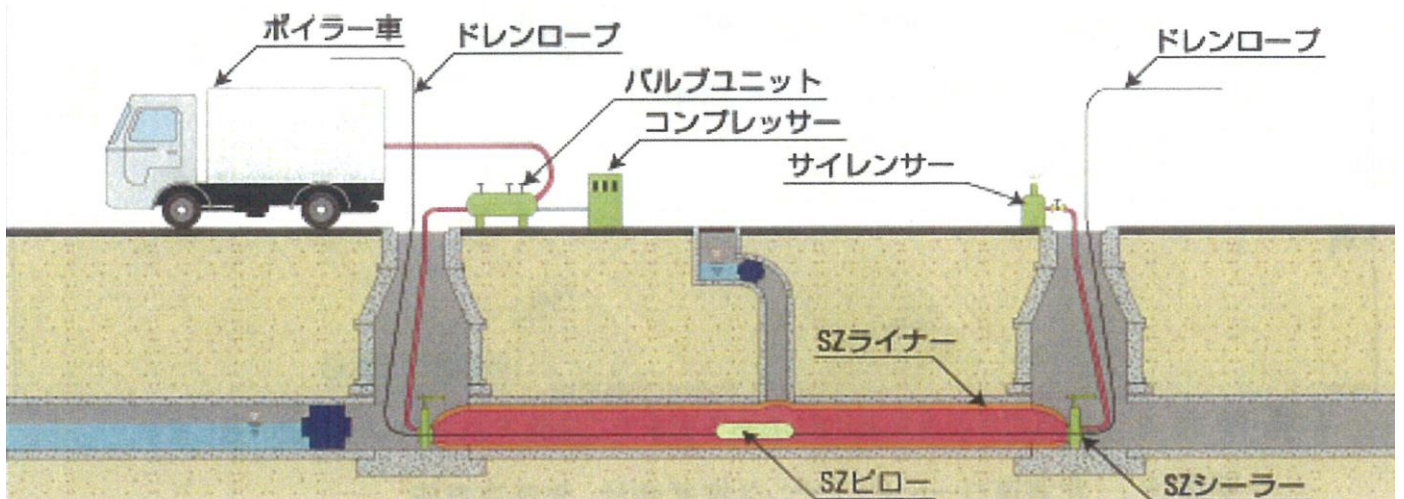 ボイラー車
ドレンロープ
ドレンロープ
バルブユニット
コンプレッサー
サイレンサー
SZライナー
SZピロー
SZシーラー